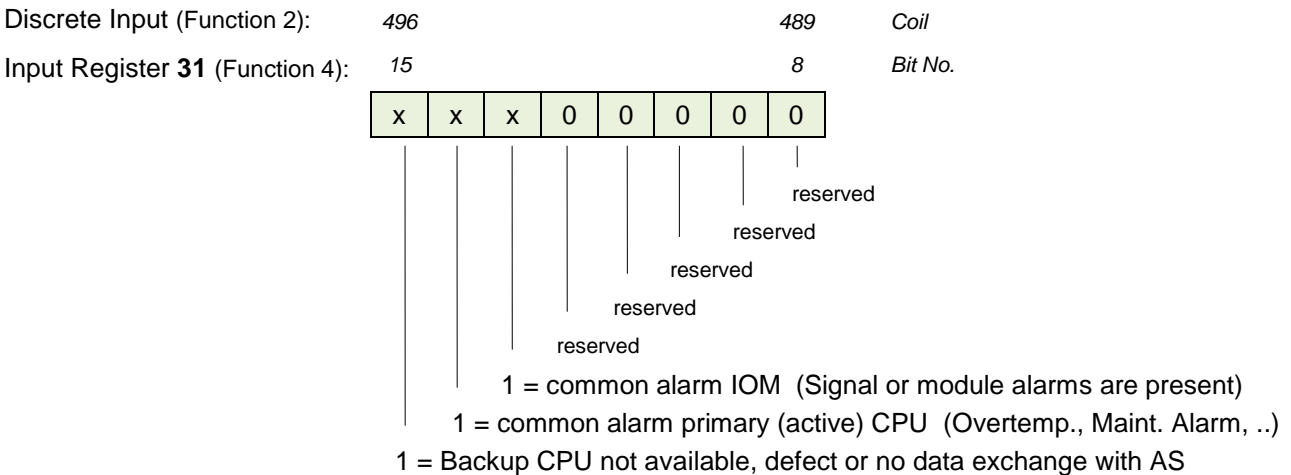 Discrete Input (Function 2): 496 489 Coil
Input Register 31 (Function 4): 15 8 Bit No.
x x x 0 0 0 0 0
reserved
reserved
reserved
reserved
reserved
1 = common alarm IOM (Signal or module alarms are present)
1 = common alarm primary (active) CPU (Overtemp., Maint. Alarm, ..)
1 = Backup CPU not available, defect or no data exchange with AS